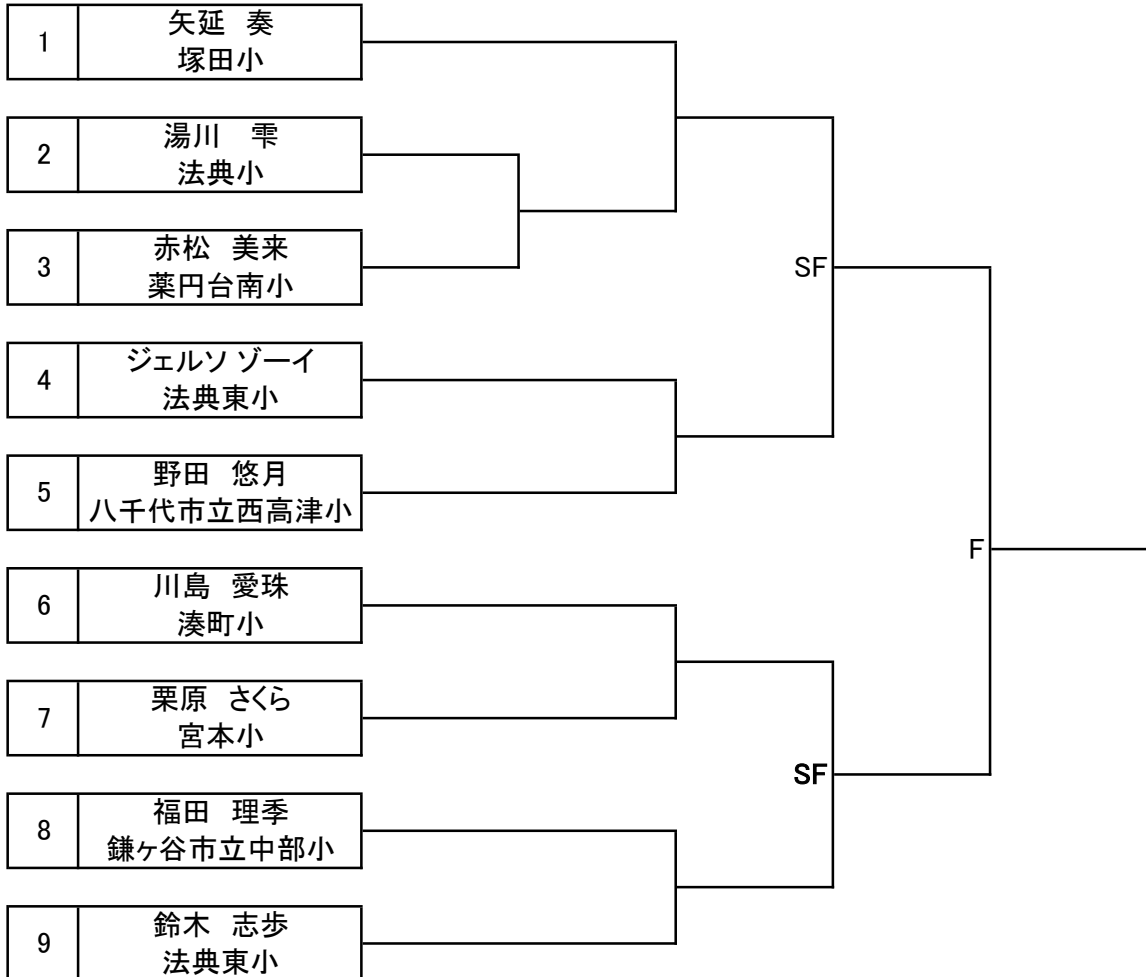 1
矢延 奏
塚田小
2
湯川　雫
法典小
3
赤松 美来
薬円台南小
SF
4
ジェルソ ゾーイ
法典東小
5
野田 悠月
八千代市立西高津小
F
6
川島 愛珠
湊町小
7
栗原 さくら
宮本小
SF
8
福田 理季
鎌ヶ谷市立中部小
9
鈴木 志歩
法典東小